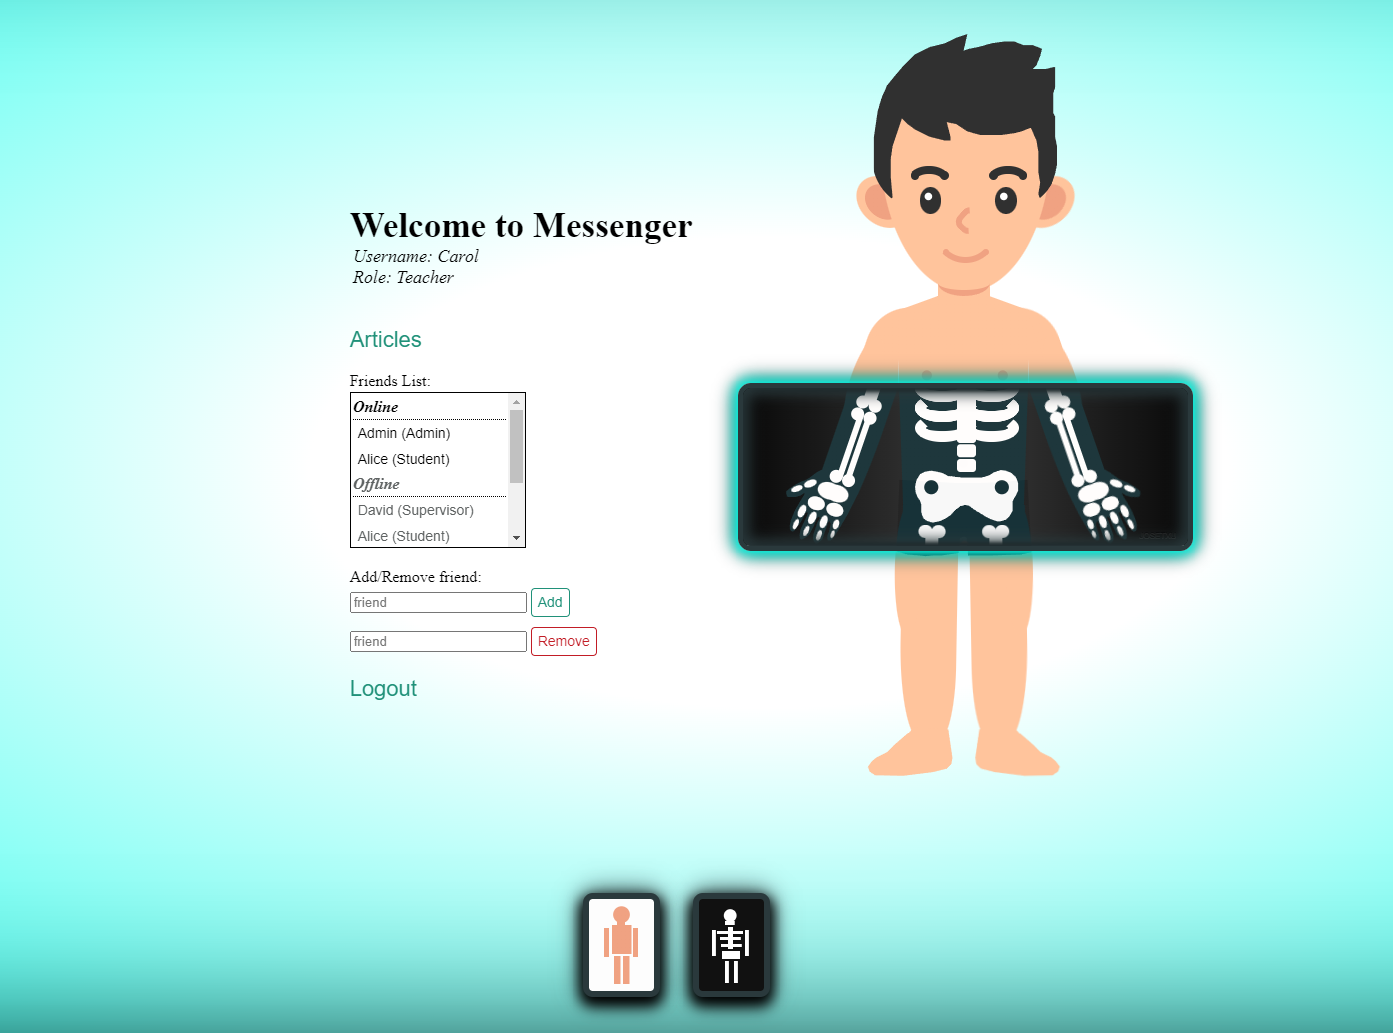 Welcome to Messenger
Username: Carol
Role: Teacher
Articles
Friends List:
Online
Admin (Admin)
Alice (Student)
Offline
David (Supervisor)
Alice (Student)
Add/Remove friend:
friend Add
friend Remove
Logout